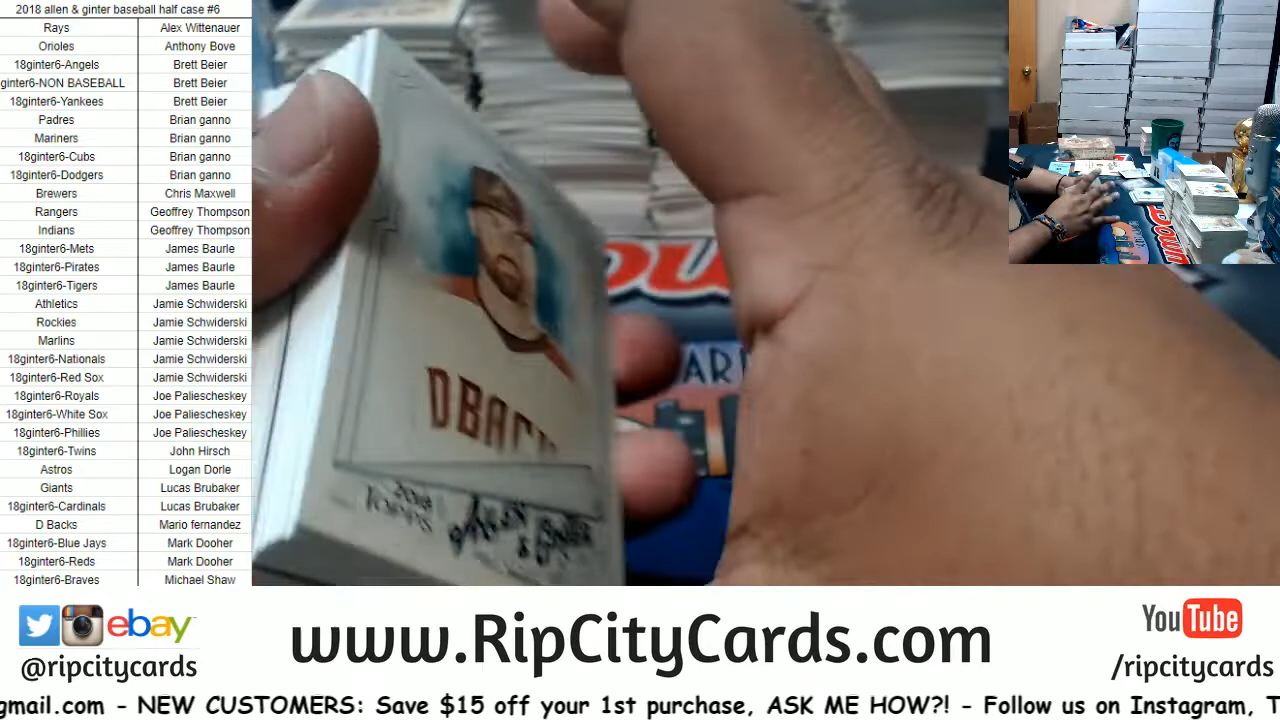 2018 allen & ginter baseball half case #6
Rays Alex Wittenauer
Orioles Anthony Bove
18ginter6-Angels Brett Beier
ginter6-NON BASEBALL Brett Beier
18ginter6-Yankees Brett Beier
Padres Brian ganno
Mariners Brian ganno
18ginter6-Cubs Brian ganno
18ginter6-Dodgers Brian ganno
Brewers Chris Maxwell
Rangers Geoffrey Thompson
Indians Geoffrey Thompson
18ginter6-Mets James Baurle
18ginter6-Pirates James Baurle
18ginter6-Tigers James Baurle
Athletics Jamie Schwiderski
Rockies Jamie Schwiderski
Marlins Jamie Schwiderski
18ginter6-Nationals Jamie Schwiderski
18ginter6-Red Sox Jamie Schwiderski
18ginter6-Royals Joe Paliescheskey
18ginter6-White Sox Joe Paliescheskey
18ginter6-Phillies Joe Paliescheskey
18ginter6-Twins John Hirsch
Astros Logan Dorle
Giants Lucas Brubaker
18ginter6-Cardinals Lucas Brubaker
D Backs Mario fernandez
18ginter6-Blue Jays Mark Dooher
18ginter6-Reds Mark Dooher
18ginter6-Braves Michael Shaw
DBAC
2018 TOPPS
ALLEN & GINTER
ebay
@ripcitycards
www.RipCityCards.com
YouTube
/ripcitycards
gmail.com - NEW CUSTOMERS: Save $15 off your 1st purchase, ASK ME HOW?! - Follow us on Instagram, T